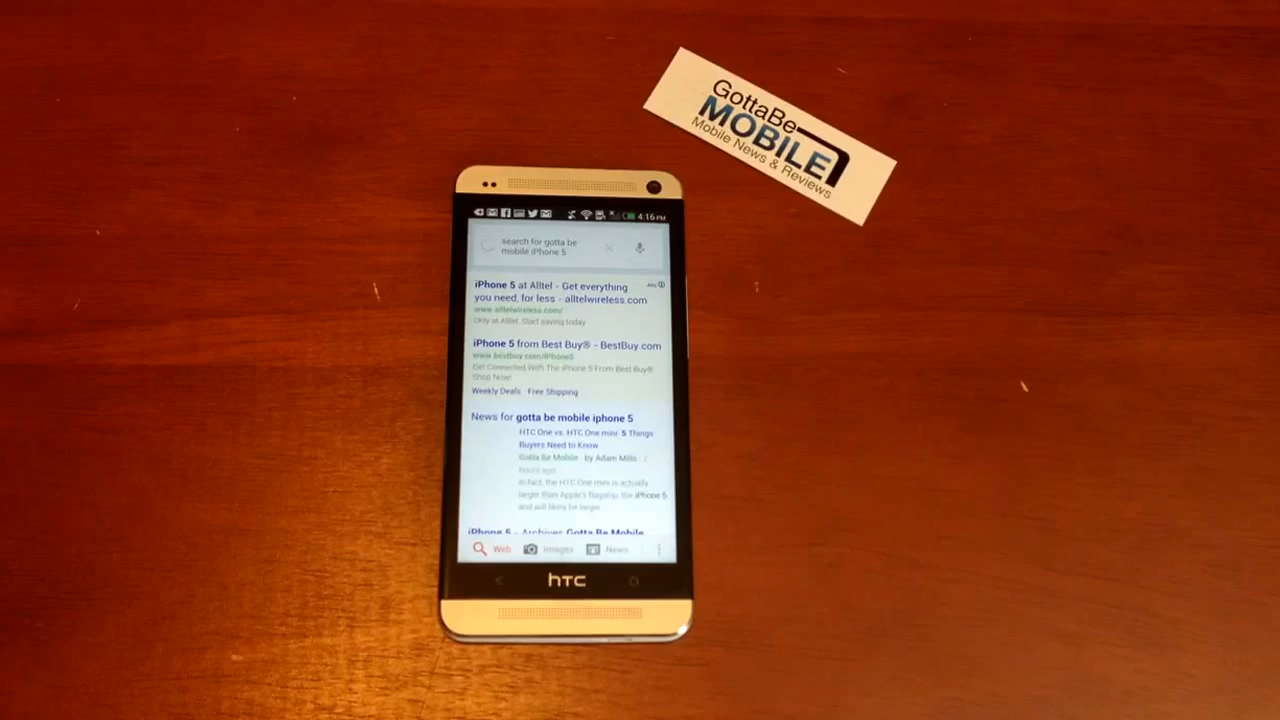 GottaBe
MOBILE
Mobile News & Reviews
4:16 PM
search for gotta be
mobile iPhone 5
iPhone 5 at Alltel - Get everything
you need, for less - alltelwireless.com
Ads
www.alltelwireless.com/
Only at Alltel. Start saving today
iPhone 5 from Best Buy® - BestBuy.com
www.bestbuy.com/iPhone5
Get Connected With The iPhone 5 From Best Buy®
Shop Now!
Weekly Deals Free Shipping
News for gotta be mobile iphone 5
HTC One vs. HTC One mini: 5 Things
Buyers Need to Know
Gotta Be Mobile by Adam Mills - 2
hours ago
In fact, the HTC One mini is actually
larger than Apple's flagship, the iPhone 5,
and will likely be larger
iPhone 5 - Archives Gotta Be Mobile
Web Images News
hTC